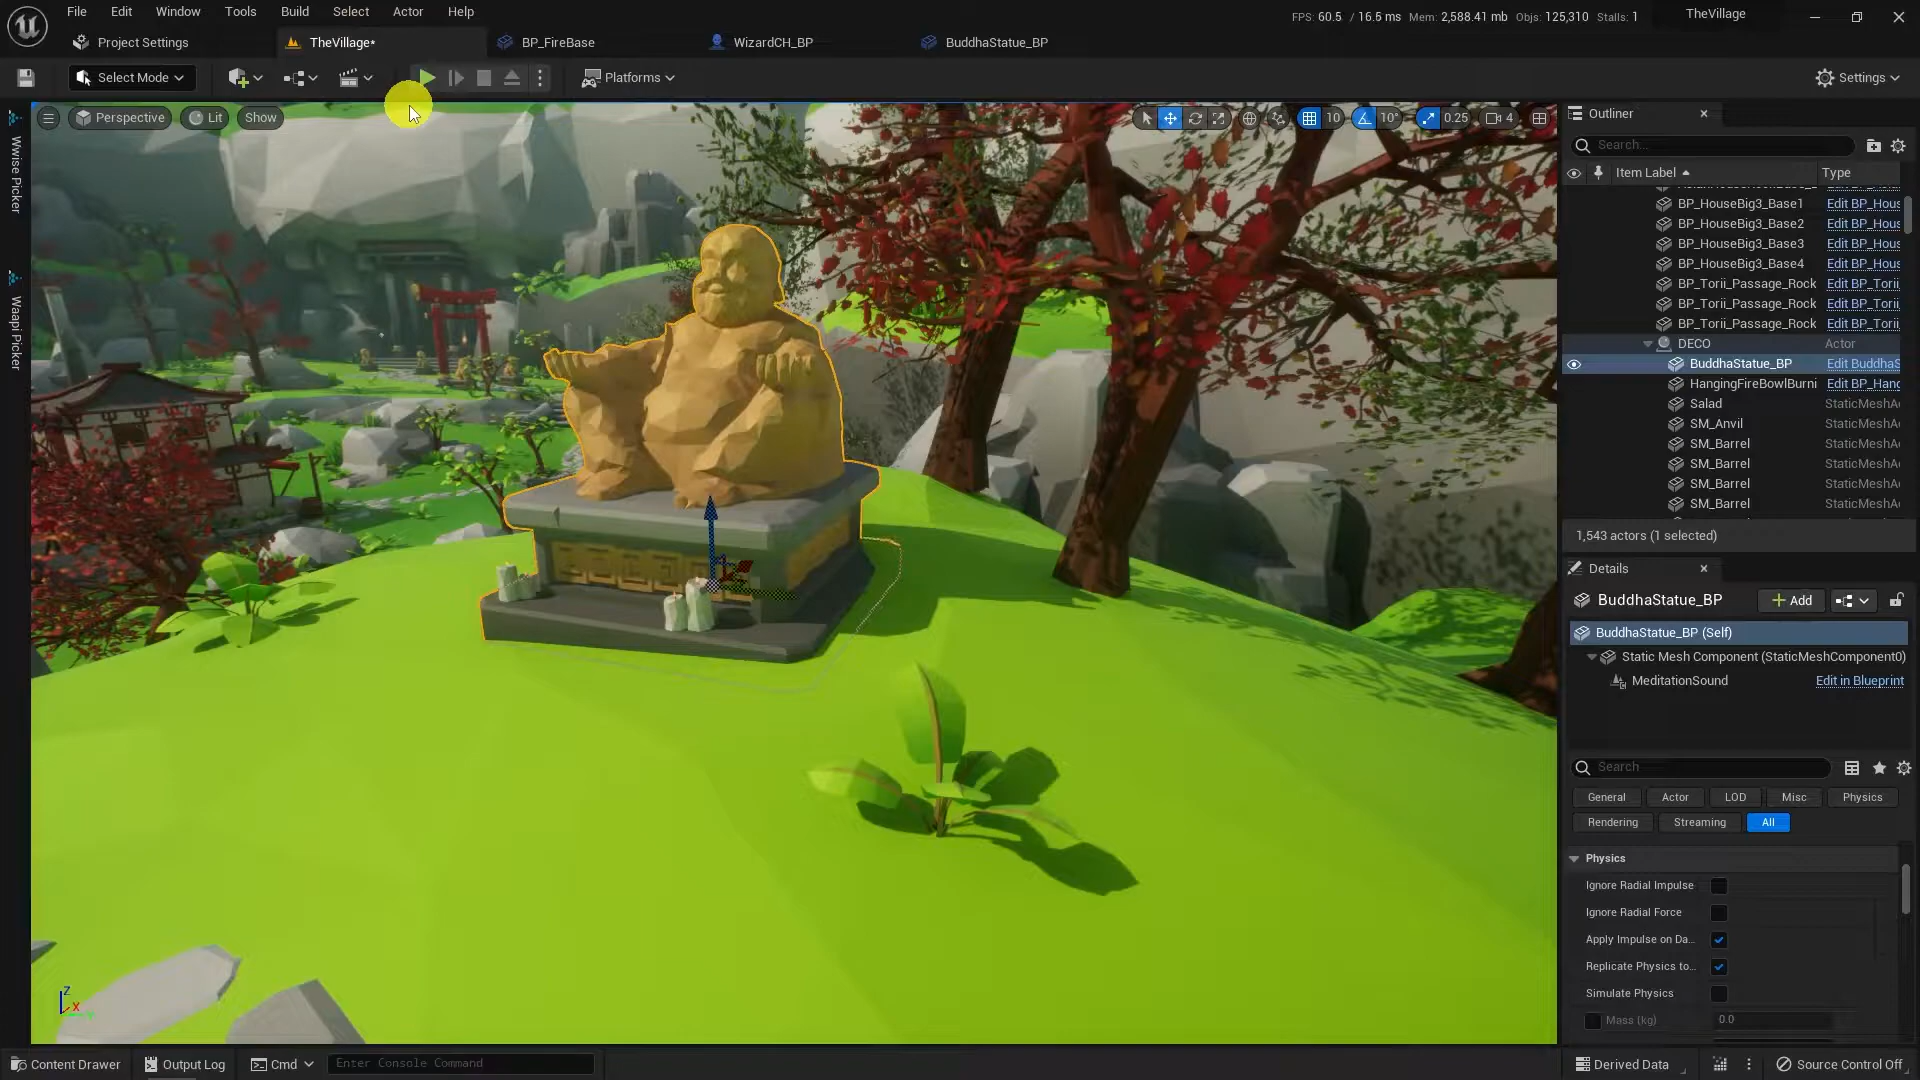 File Edit Window Tools Build Select Actor Help
FPS: 60.5 / 16.5 ms Mem: 2,588.41 mb Objs: 125,310 Stalls: 1
TheVillage
Project Settings
TheVillage*
BP_FireBase
WizardCH_BP
BuddhaStatue_BP
Select Mode
Platforms
Settings
Wwise Picker
Waapi Picker
Perspective
Lit
Show
10
10°
0.25
4
Outliner
Search...
Item Label
Type
BP_HouseBig3_Base1 Edit BP_Hous
BP_HouseBig3_Base2 Edit BP_Hous
BP_HouseBig3_Base3 Edit BP_Hous
BP_HouseBig3_Base4 Edit BP_Hous
BP_Torii_Passage_Rock Edit BP_Torii
BP_Torii_Passage_Rock Edit BP_Torii
BP_Torii_Passage_Rock Edit BP_Torii
DECO Actor
BuddhaStatue_BP Edit BuddhaS
HangingFireBowlBurni Edit BP_Hang
Salad StaticMeshA
SM_Anvil StaticMeshA
SM_Barrel StaticMeshA
SM_Barrel StaticMeshA
SM_Barrel StaticMeshA
SM_Barrel StaticMeshA
1,543 actors (1 selected)
Details
BuddhaStatue_BP
Add
BuddhaStatue_BP (Self)
Static Mesh Component (StaticMeshComponent0)
MeditationSound Edit in Blueprint
Search
General Actor LOD Misc Physics
Rendering Streaming All
Physics
Ignore Radial Impulse
Ignore Radial Force
Apply Impulse on Da...
Replicate Physics to...
Simulate Physics
Mass (kg) 0.0
Z
X
Y
Content Drawer
Output Log
Cmd
Enter Console Command
Derived Data
Source Control Off